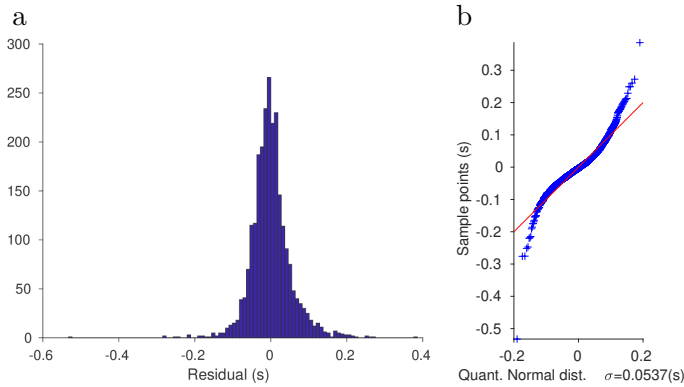 a
300
250
200
150
100
50
0
-0.6 -0.4 -0.2 0 0.2 0.4
Residual (s)
b
0.3
0.2
0.1
0
-0.1
-0.2
-0.3
-0.4
-0.5
-0.2 0 0.2
Sample points (s)
Quant. Normal dist. σ=0.0537(s)